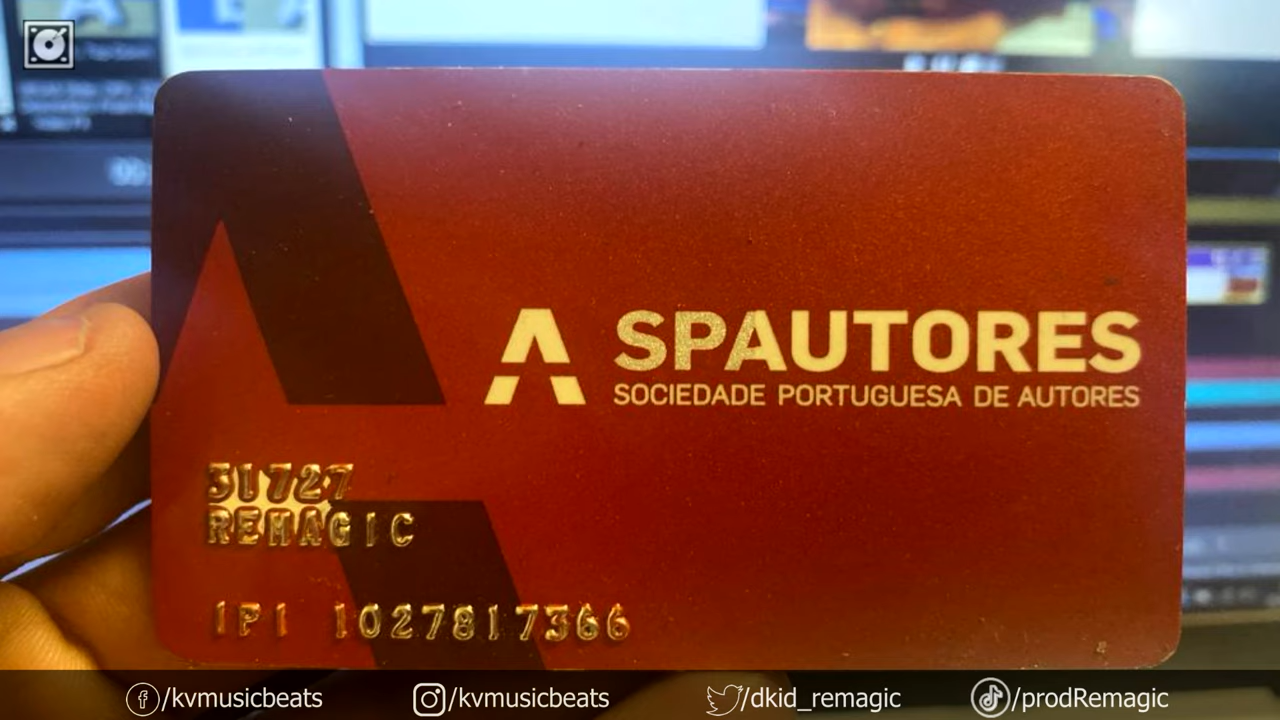 SPAUTORES
SOCIEDADE PORTUGUESA DE AUTORES
31727
REMAGIC
IPI 1027817366
/kvmusicbeats
/kvmusicbeats
/dkid_remagic
/prodRemagic